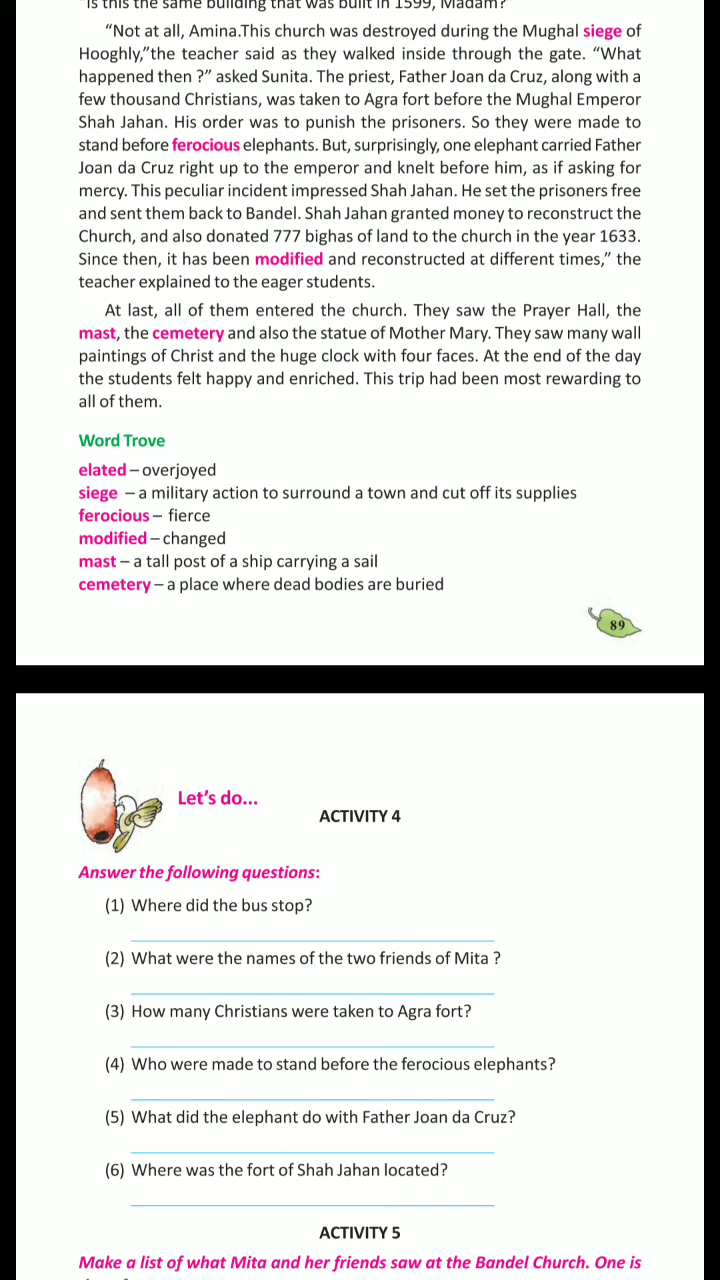 "Is this the same building that was built in 1599, Madam?"
"Not at all, Amina.This church was destroyed during the Mughal siege of
Hooghly,"the teacher said as they walked inside through the gate. "What
happened then ?" asked Sunita. The priest, Father Joan da Cruz, along with a
few thousand Christians, was taken to Agra fort before the Mughal Emperor
Shah Jahan. His order was to punish the prisoners. So they were made to
stand before ferocious elephants. But, surprisingly, one elephant carried Father
Joan da Cruz right up to the emperor and knelt before him, as if asking for
mercy. This peculiar incident impressed Shah Jahan. He set the prisoners free
and sent them back to Bandel. Shah Jahan granted money to reconstruct the
Church, and also donated 777 bighas of land to the church in the year 1633.
Since then, it has been modified and reconstructed at different times," the
teacher explained to the eager students.
At last, all of them entered the church. They saw the Prayer Hall, the
mast, the cemetery and also the statue of Mother Mary. They saw many wall
paintings of Christ and the huge clock with four faces. At the end of the day
the students felt happy and enriched. This trip had been most rewarding to
all of them.
Word Trove
elated – overjoyed
siege – a military action to surround a town and cut off its supplies
ferocious – fierce
modified – changed
mast – a tall post of a ship carrying a sail
cemetery – a place where dead bodies are buried
89
Let's do...
ACTIVITY 4
Answer the following questions:
(1) Where did the bus stop?
(2) What were the names of the two friends of Mita ?
(3) How many Christians were taken to Agra fort?
(4) Who were made to stand before the ferocious elephants?
(5) What did the elephant do with Father Joan da Cruz?
(6) Where was the fort of Shah Jahan located?
ACTIVITY 5
Make a list of what Mita and her friends saw at the Bandel Church. One is